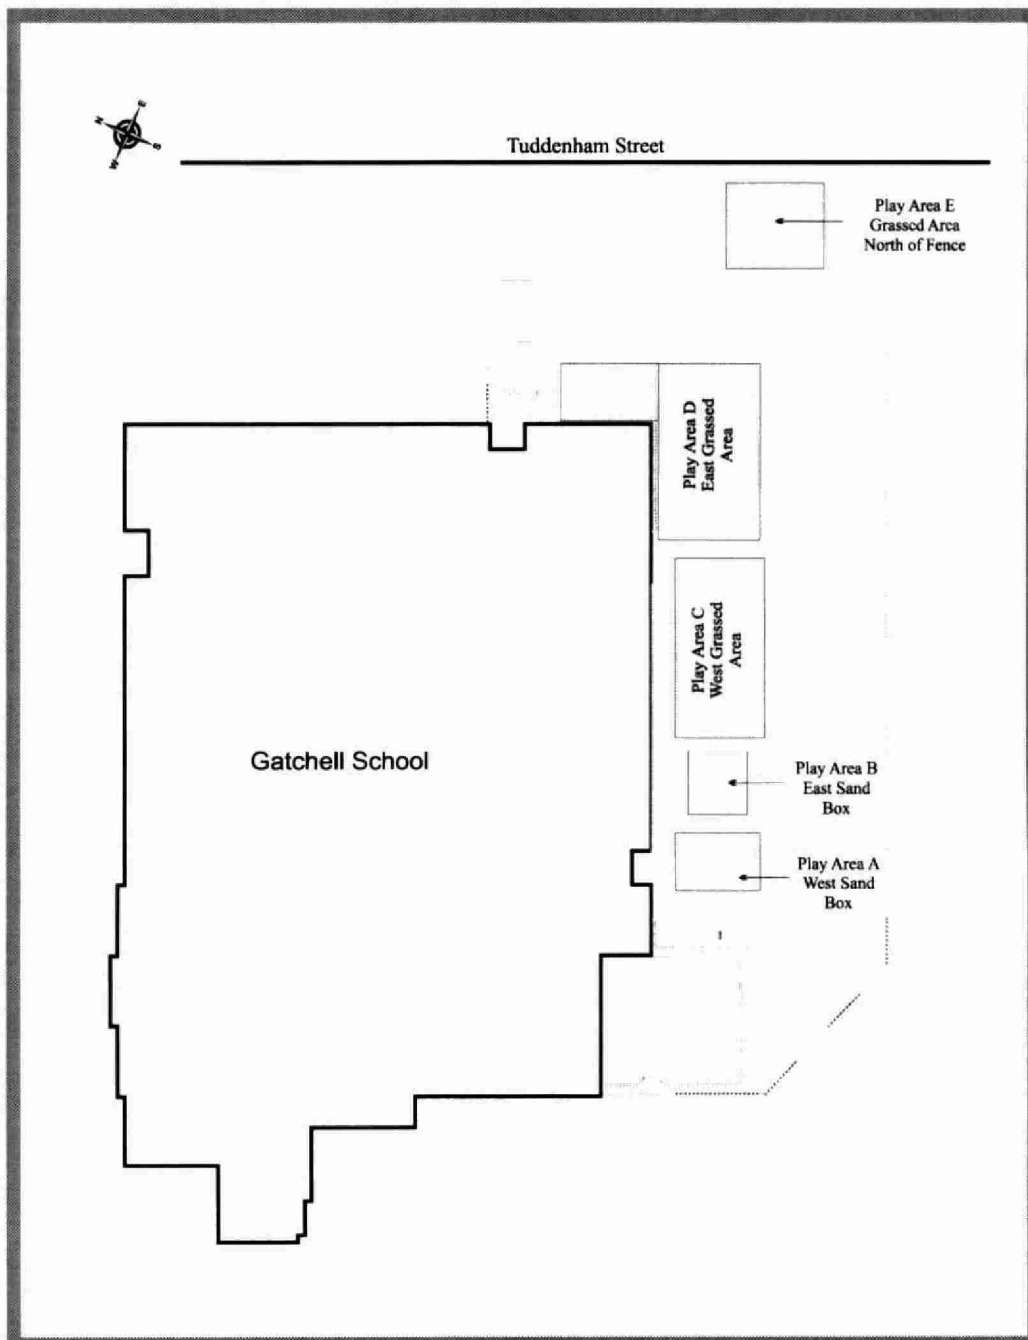 E
N
S
W
Tuddenham Street
Play Area E
Grassed Area
North of Fence
Play Area D
East Grassed
Area
Play Area C
West Grassed
Area
Gatchell School
Play Area B
East Sand
Box
Play Area A
West Sand
Box